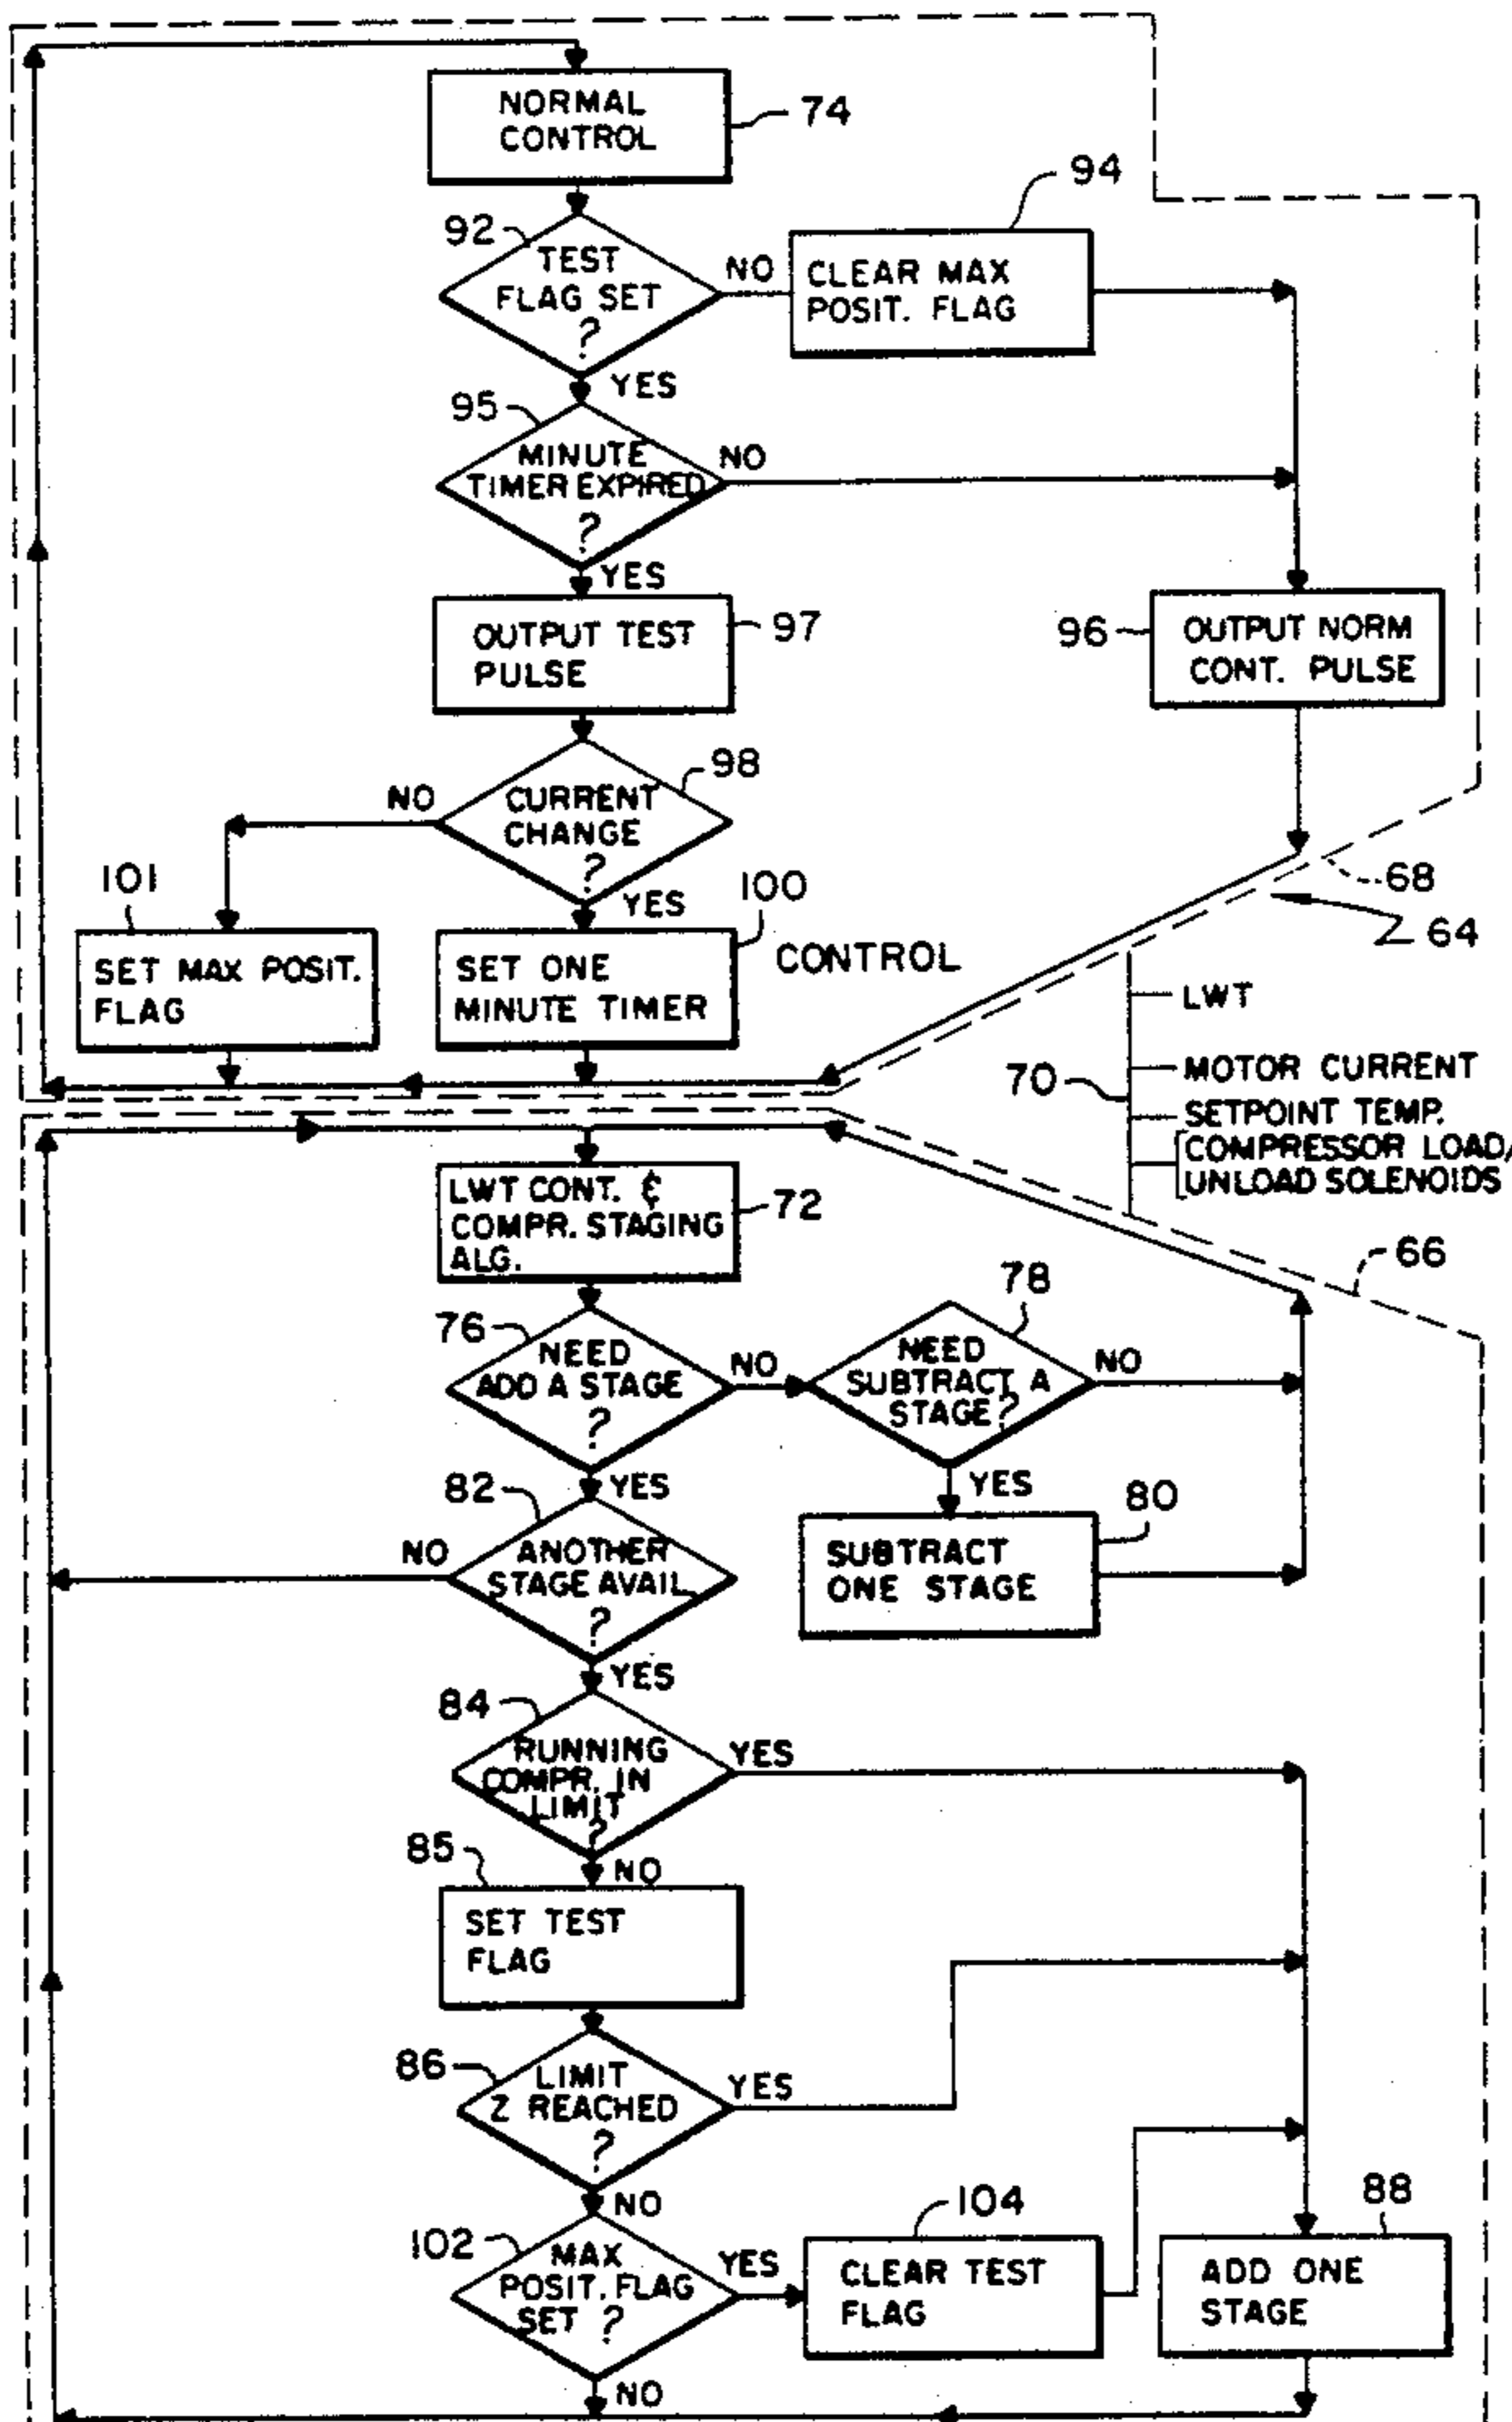 NORMAL
CONTROL
74
92
TEST
FLAG SET
?
NO
94
CLEAR MAX
POSIT. FLAG
YES
95
MINUTE
TIMER EXPIRED
?
NO
YES
OUTPUT TEST
PULSE
97
96
OUTPUT NORM
CONT. PULSE
98
NO
CURRENT
CHANGE
?
YES
68
64
101
SET MAX POSIT.
FLAG
100
SET ONE
MINUTE TIMER
CONTROL
LWT
70
MOTOR CURRENT
SETPOINT TEMP.
COMPRESSOR LOAD/
UNLOAD SOLENOIDS
LWT CONT. &
COMPR. STAGING
ALG.
72
66
76
NEED
ADD A STAGE
?
NO
78
NEED
SUBTRACT A
STAGE?
NO
YES
YES
82
NO
ANOTHER
STAGE AVAIL.
?
80
SUBTRACT
ONE STAGE
YES
84
RUNNING
COMPR. IN
LIMIT
?
YES
NO
85
SET TEST
FLAG
86
LIMIT
Z REACHED
?
YES
NO
102
MAX
POSIT. FLAG
SET ?
YES
104
CLEAR TEST
FLAG
88
ADD ONE
STAGE
NO